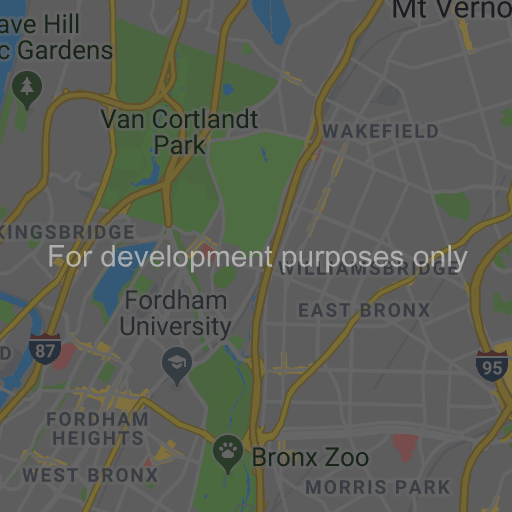 Mt Verno
ave Hill
c Gardens
Van Cortlandt
Park
WAKEFIELD
KINGSBRIDGE
For development purposes only
WILLIAMSBRIDGE
Fordham
University
EAST BRONX
87
D
95
FORDHAM
HEIGHTS
Bronx Zoo
WEST BRONX
MORRIS PARK